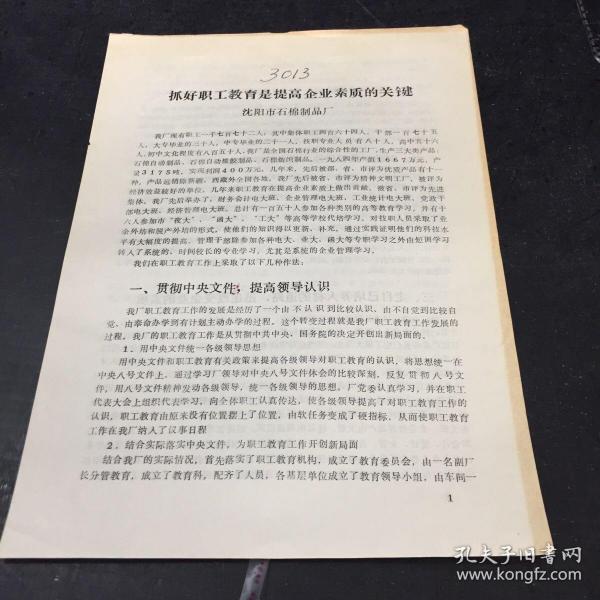 3013
抓好职工教育是提高企业素质的关键
沈阳市石棉制品厂
我厂现有职工一千七百七十二人,其中集体职工四百六十四人,干部一百七十五
人,大专毕业的三十人,中专毕业的二十一人,技职专业人员有八十人,高中五十六
人,初中文化程度有八百五十人,我厂是全国石棉行业的综合性的工厂,生产三大类产品:
石棉自动制品、石棉自动橡胶制品、石棉纺织制品,一九八四年产值1667万元,产
量3175吨,实现利润400万元,几年来,先后被部、省、市评为优质产品有十一
种,产品远销除新疆、西藏外全国各地。我厂先后被省、市评为精神文明工厂,被评为
经济效益较好的单位,几年来职工教育在提高企业素质上做出贡献,被省、市评为先进
集体。我厂先后举办了:财务会计电大班、企业管理电大班、工业统计电大班、党政干
部电大班、经济管理电大班。总计有一百五十人参加各种类别的高等教育学习,并有十
六人参加市“夜大”、“函大”、“工大”等高等学校代培学习。对技职人员采取了业
余外培和脱产外培的形式,使他们的知识得以更新、补充。通过实践证明他们的科技水
平有大幅度的提高。管理干部除参加各种电大、业大、函大等专职学习之外由短训学习
转入了系统的、时间较长的专业学习,尤其是系统的企业管理学习。
我们在职工教育工作上采取了以下几种作法:
一、贯彻中央文件,提高领导认识
我厂职工教育工作的发展是经历了一个由不认识到比较认识、由不自觉到比较自
觉、由奉命办学到有计划主动办学的过程。这个转变过程就是我厂职工教育工作发展的
过程。我厂的职工教育工作是从贯彻中共中央、国务院的决定开创新局面的。
1、用中央文件统一各级领导思想
用中央文件和职工教育有关政策来提高各级领导对职工教育的认识,将思想统一在
中央八号文件上。通过学习厂领导对中央八号文件体会的比较深刻,反复贯彻八号文
件,用八号文件精神发动各级领导,统一各级领导的思想。厂党委认真学习,并在职工
代表大会上组织代表学习,向全体职工认真传达,使各级领导提高了对职工教育工作的
认识,职工教育由原来没有位置摆上了位置,由软任务变成了硬指标。从而使职工教育
工作在我厂纳入了议事日程
2、结合实际落实中央文件,为职工教育工作开创新局面
结合我厂的实际情况,首先落实了职工教育机构,成立了教育委员会,由一名副厂
长分管教育,成立了教育科,配齐了人员,各基层单位成立了教育领导小组,由车间一
1
孔夫子旧书网
www.kongfz.com